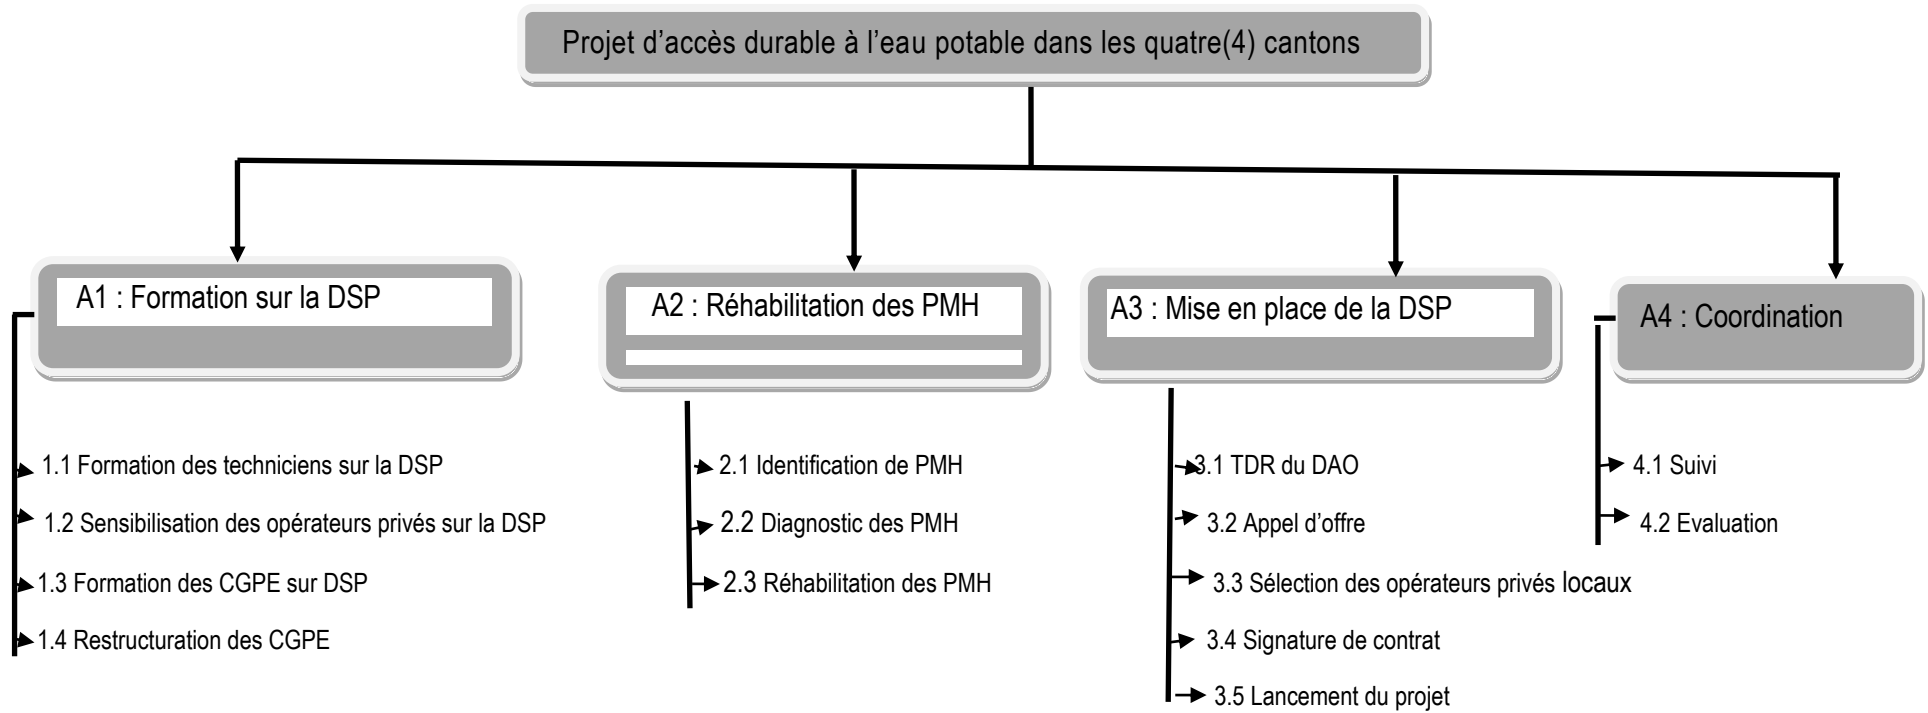 Projet d’accès durable à l’eau potable dans les quatre(4) cantons
A1 : Formation sur la DSP
1.1 Formation des techniciens sur la DSP
1.2 Sensibilisation des opérateurs privés sur la DSP
1.3 Formation des CGPE sur DSP
1.4 Restructuration des CGPE
A2 : Réhabilitation des PMH
2.1 Identification de PMH
2.2 Diagnostic des PMH
2.3 Réhabilitation des PMH
A3 : Mise en place de la DSP
3.1 TDR du DAO
3.2 Appel d’offre
3.3 Sélection des opérateurs privés locaux
3.4 Signature de contrat
3.5 Lancement du projet
A4 : Coordination
4.1 Suivi
4.2 Evaluation